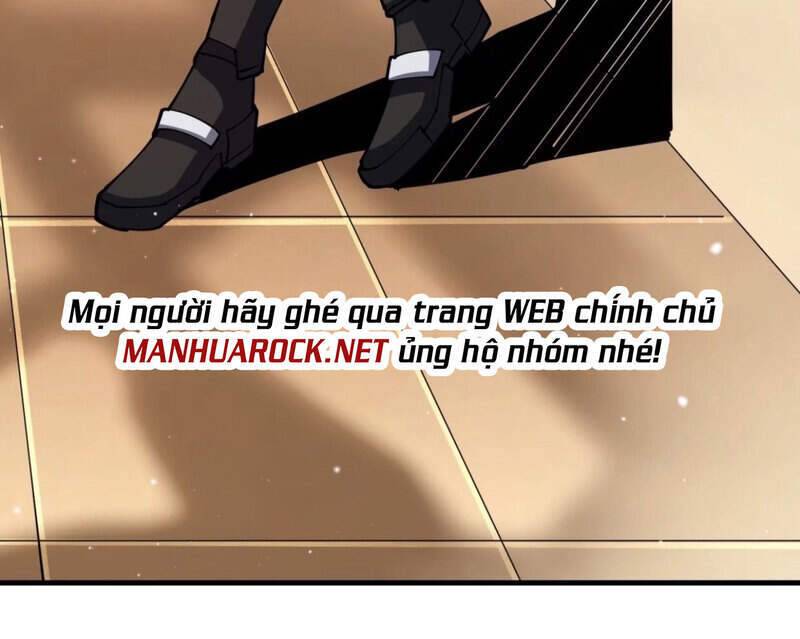 Mọi người hãy ghé qua trang WEB chính chủ
MANHUAROCK.NET ủng hộ nhóm nhé!